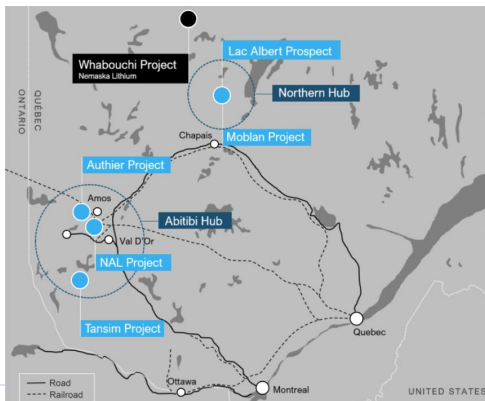 Lac Albert Prospect
Whabouchi Project
Nemaska Lithium
Northern Hub
ONTARIO
QUÉBEC
Chapais
Moblan Project
Authier Project
Amos
Abitibi Hub
Val D'Or
NAL Project
Tansim Project
Quebec
Ottawa
Montreal
UNITED STATES
Road
Railroad